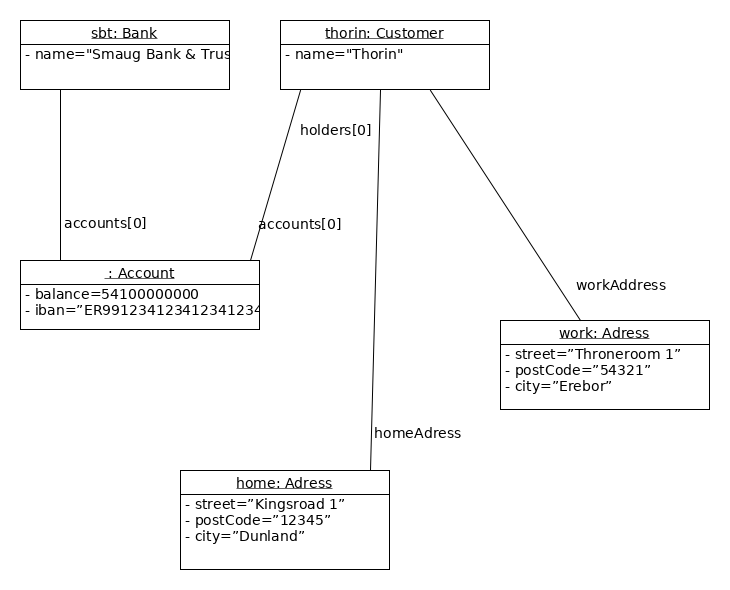 sbt: Bank
- name="Smaug Bank & Trus
thorin: Customer
- name="Thorin"
holders[0]
accounts[0]
accounts[0]
: Account
- balance=54100000000
- iban=”ER991234123412341234
workAddress
work: Adress
- street=”Throneroom 1”
- postCode=”54321”
- city=”Erebor”
homeAdress
home: Adress
- street=”Kingsroad 1”
- postCode=”12345”
- city=”Dunland”